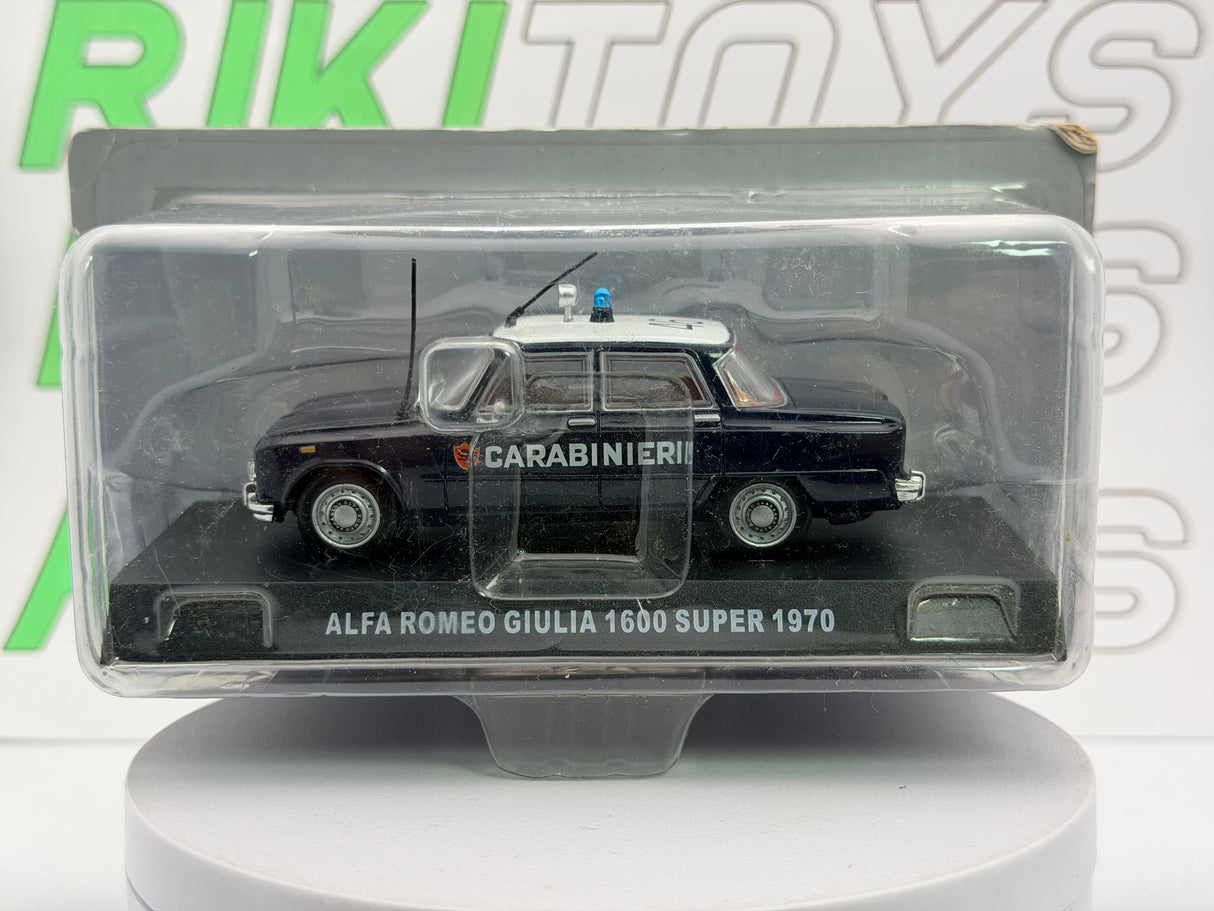 RIKITOYS
CARABINIERI
ALFA ROMEO GIULIA 1600 SUPER 1970